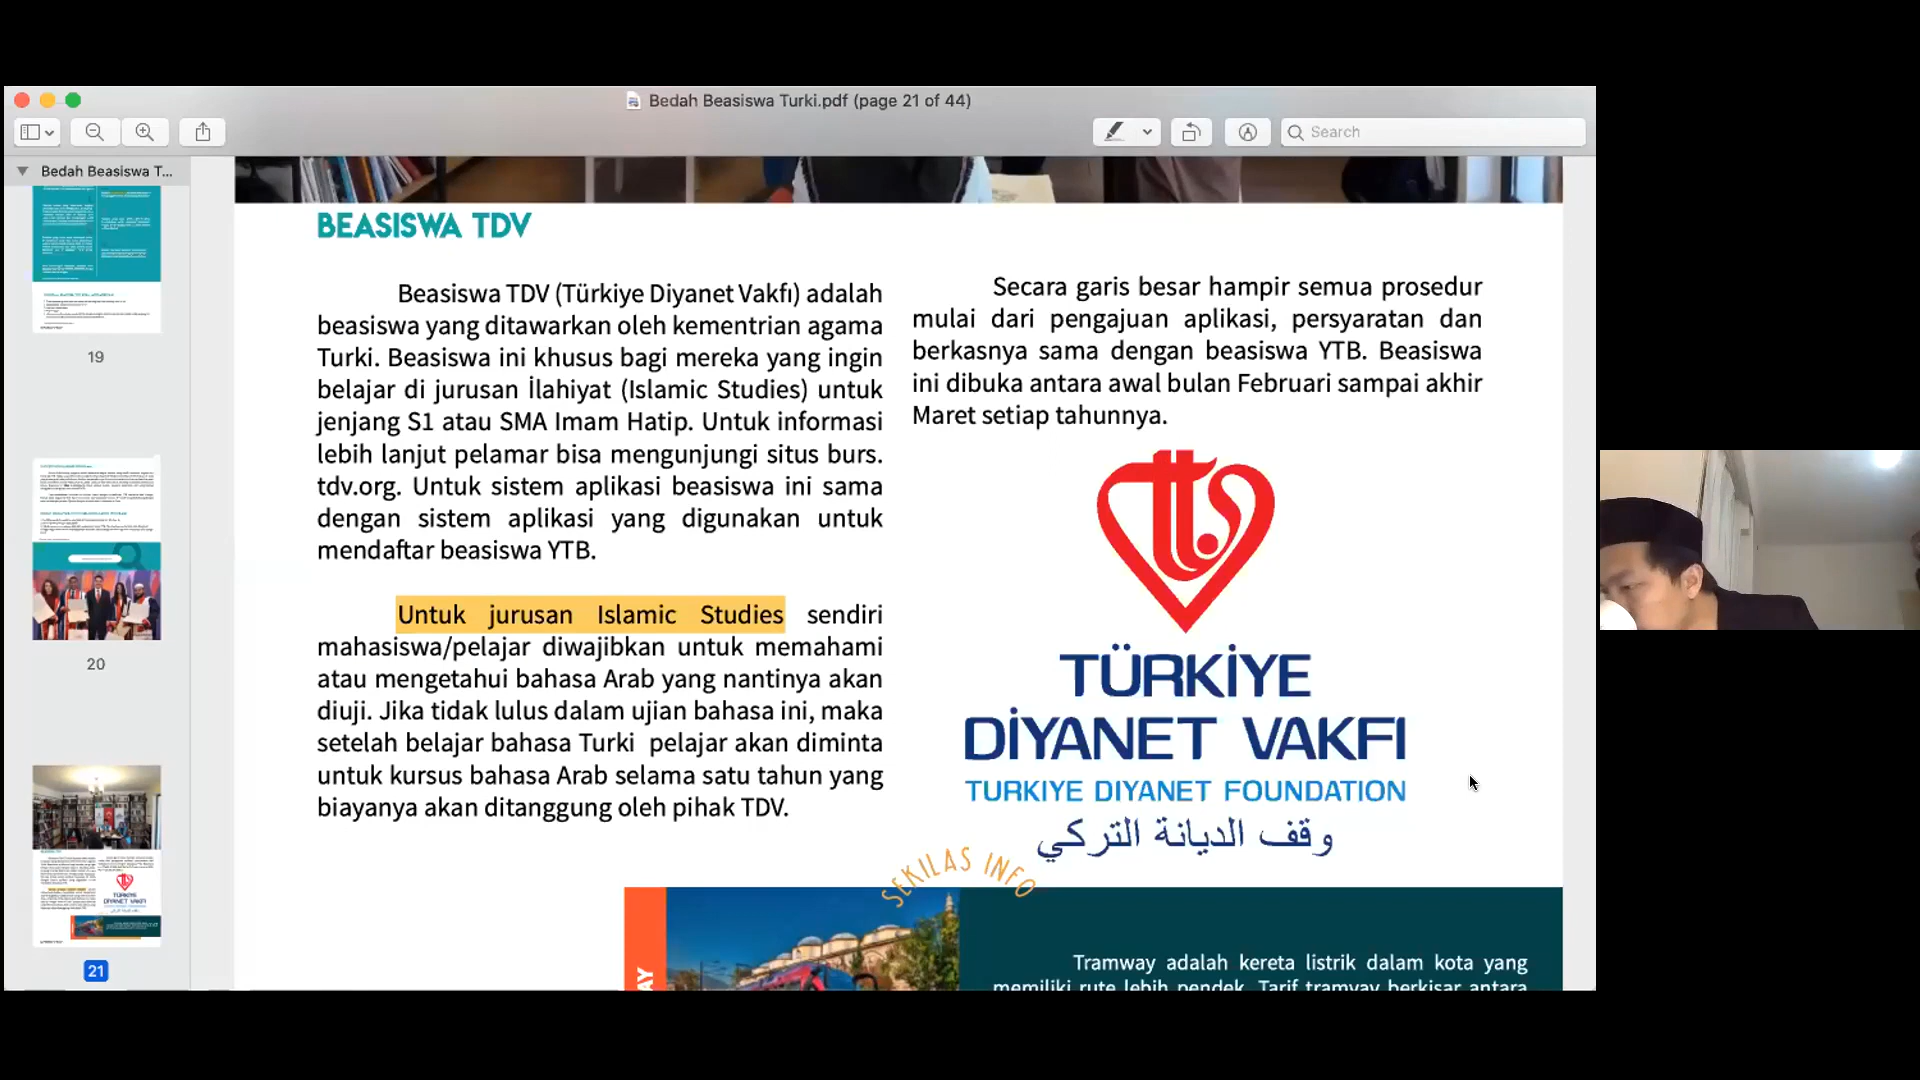 Bedah Beasiswa Turki.pdf (page 21 of 44)
Search
Bedah Beasiswa T...
19
20
21
BEASISWA TDV
Beasiswa TDV (Türkiye Diyanet Vakfı) adalah
beasiswa yang ditawarkan oleh kementrian agama
Turki. Beasiswa ini khusus bagi mereka yang ingin
belajar di jurusan İlahiyat (Islamic Studies) untuk
jenjang S1 atau SMA Imam Hatip. Untuk informasi
lebih lanjut pelamar bisa mengunjungi situs burs.
tdv.org. Untuk sistem aplikasi beasiswa ini sama
dengan sistem aplikasi yang digunakan untuk
mendaftar beasiswa YTB.
Untuk jurusan Islamic Studies sendiri
mahasiswa/pelajar diwajibkan untuk memahami
atau mengetahui bahasa Arab yang nantinya akan
diuji. Jika tidak lulus dalam ujian bahasa ini, maka
setelah belajar bahasa Turki pelajar akan diminta
untuk kursus bahasa Arab selama satu tahun yang
biayanya akan ditanggung oleh pihak TDV.
Secara garis besar hampir semua prosedur
mulai dari pengajuan aplikasi, persyaratan dan
berkasnya sama dengan beasiswa YTB. Beasiswa
ini dibuka antara awal bulan Februari sampai akhir
Maret setiap tahunnya.
TÜRKİYE
DİYANET VAKFI
TURKIYE DIYANET FOUNDATION
وقف الديانة التركي
SEKILAS INFO
Tramway adalah kereta listrik dalam kota yang
memiliki rute lebih pendek. Tarif tramvay berkisar antara